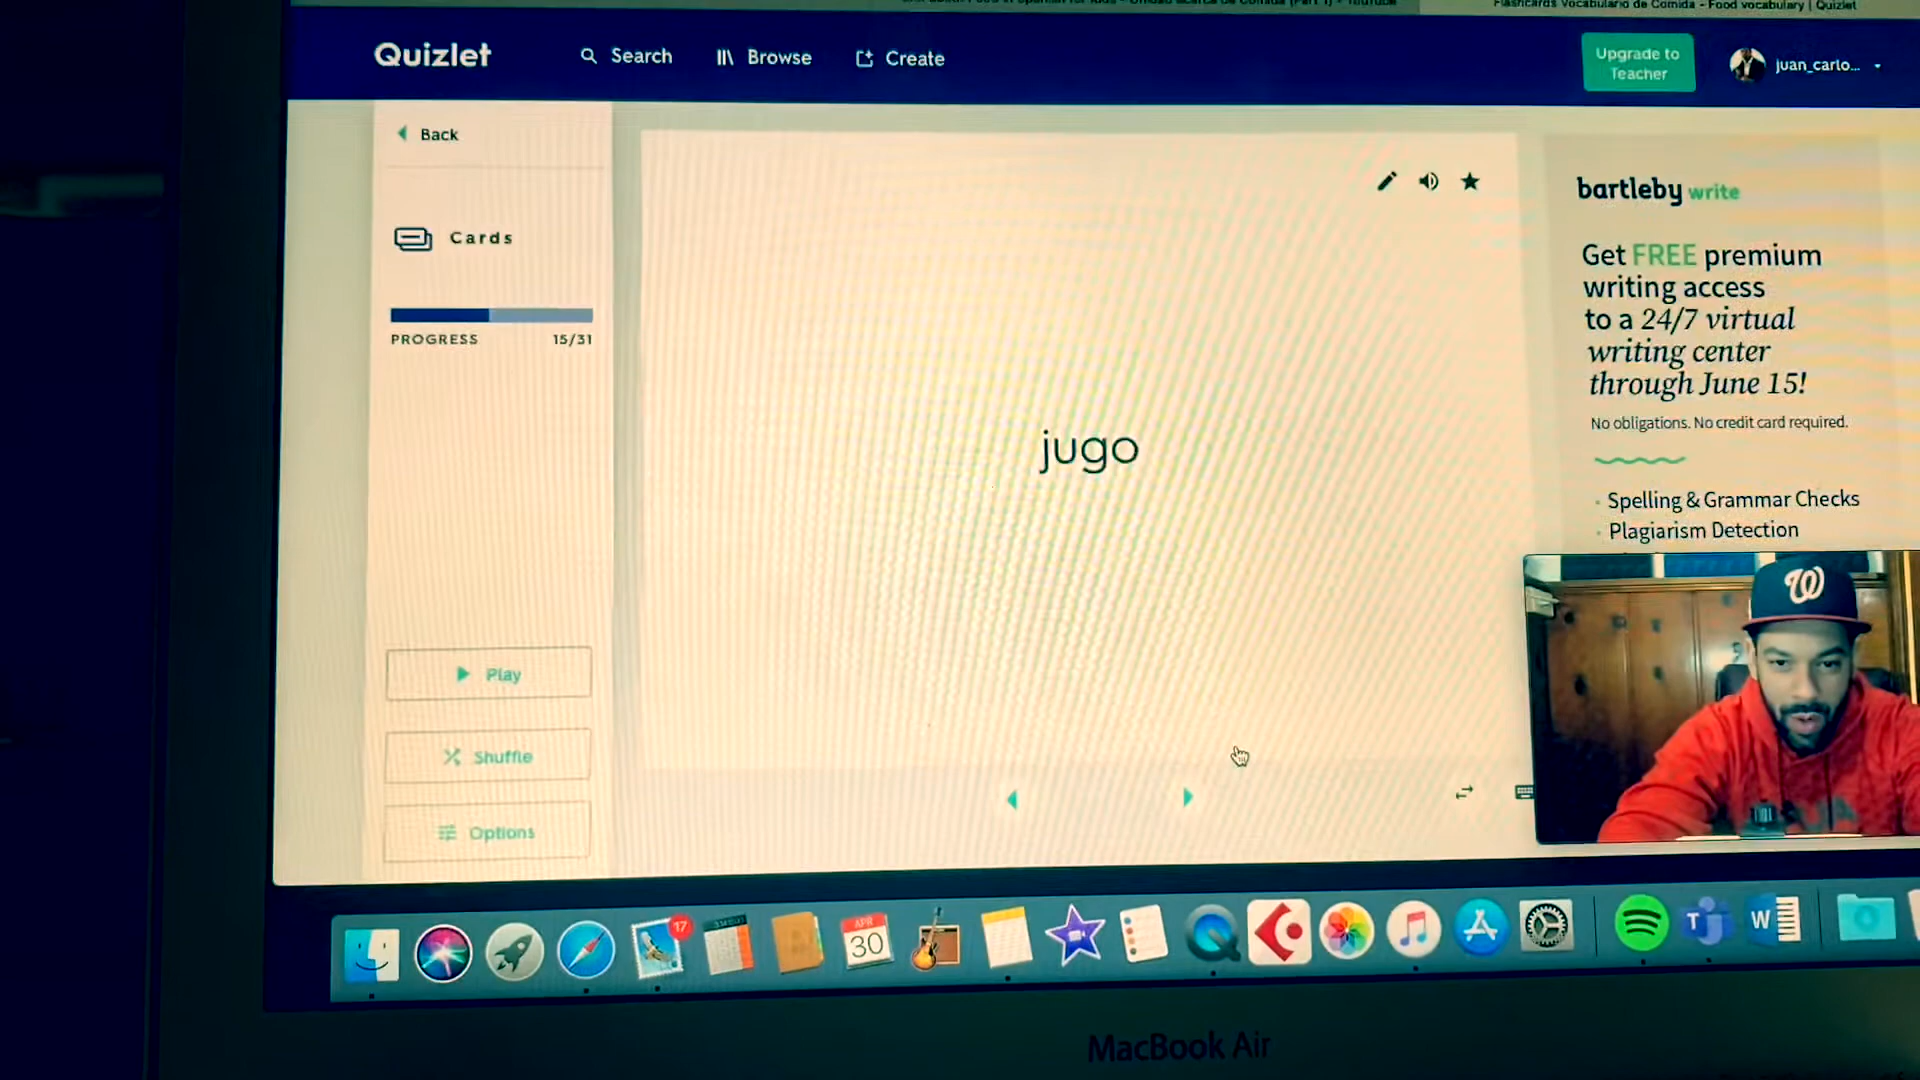 Flashcards Vocabulario de Comida - Food vocabulary | Quizlet
Quizlet
Search
Browse
Create
Upgrade to
Teacher
juan_carlo...
Back
Cards
PROGRESS 15/31
jugo
Play
Shuffle
Options
bartleby write
Get FREE premium
writing access
to a 24/7 virtual
writing center
through June 15!
No obligations. No credit card required.
Spelling & Grammar Checks
Plagiarism Detection
W
17
APR
30
T
W
MacBook Air